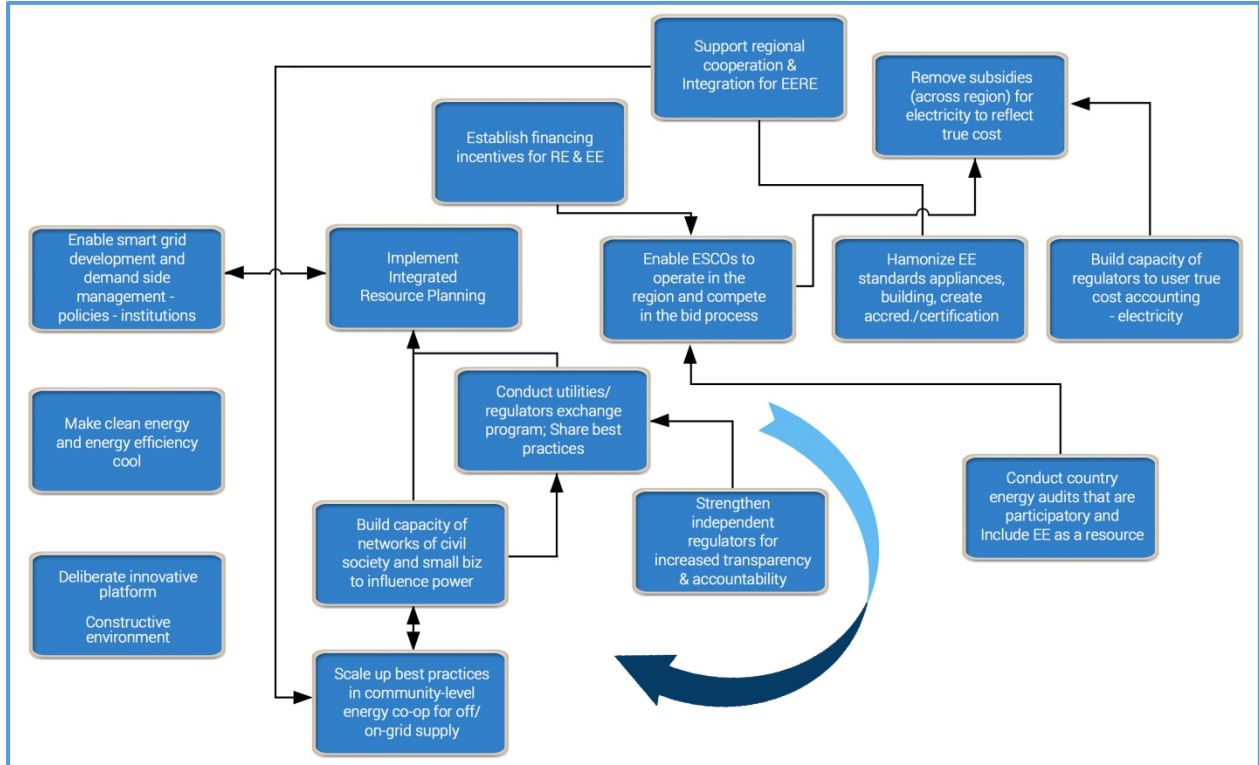 Support regional
cooperation &
Integration for EERE
Remove subsidies
(across region) for
electricity to reflect
true cost
Establish financing
incentives for RE & EE
Enable smart grid
development and
demand side
management -
policies - institutions
Implement
Integrated
Resource Planning
Enable ESCOs to
operate in the
region and compete
in the bid process
Hamonize EE
standards appliances,
building, create
accred./certification
Build capacity of
regulators to user true
cost accounting
- electricity
Make clean energy
and energy efficiency
cool
Conduct utilities/
regulators exchange
program; Share best
practices
Conduct country
energy audits that are
participatory and
Include EE as a resource
Build capacity of
networks of civil
society and small biz
to influence power
Strengthen
independent
regulators for
increased transparency
& accountability
Deliberate innovative
platform
Constructive
environment
Scale up best practices
in community-level
energy co-op for off/
on-grid supply